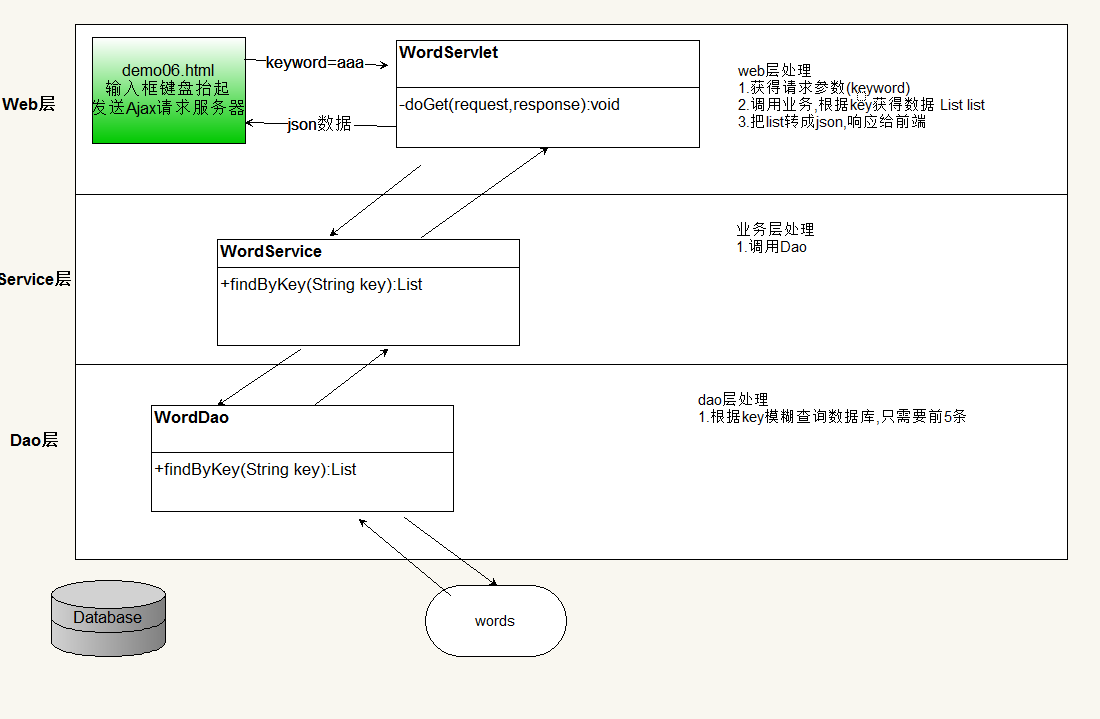 Web层
demo06.html
输入框键盘抬起
发送Ajax请求服务器
keyword=aaa
json数据
WordServlet
-doGet(request,response):void
web层处理
1.获得请求参数(keyword)
2.调用业务,根据key获得数据 List list
3.把list转成json,响应给前端
Service层
WordService
+findByKey(String key):List
业务层处理
1.调用Dao
Dao层
WordDao
+findByKey(String key):List
dao层处理
1.根据key模糊查询数据库,只需要前5条
Database
words